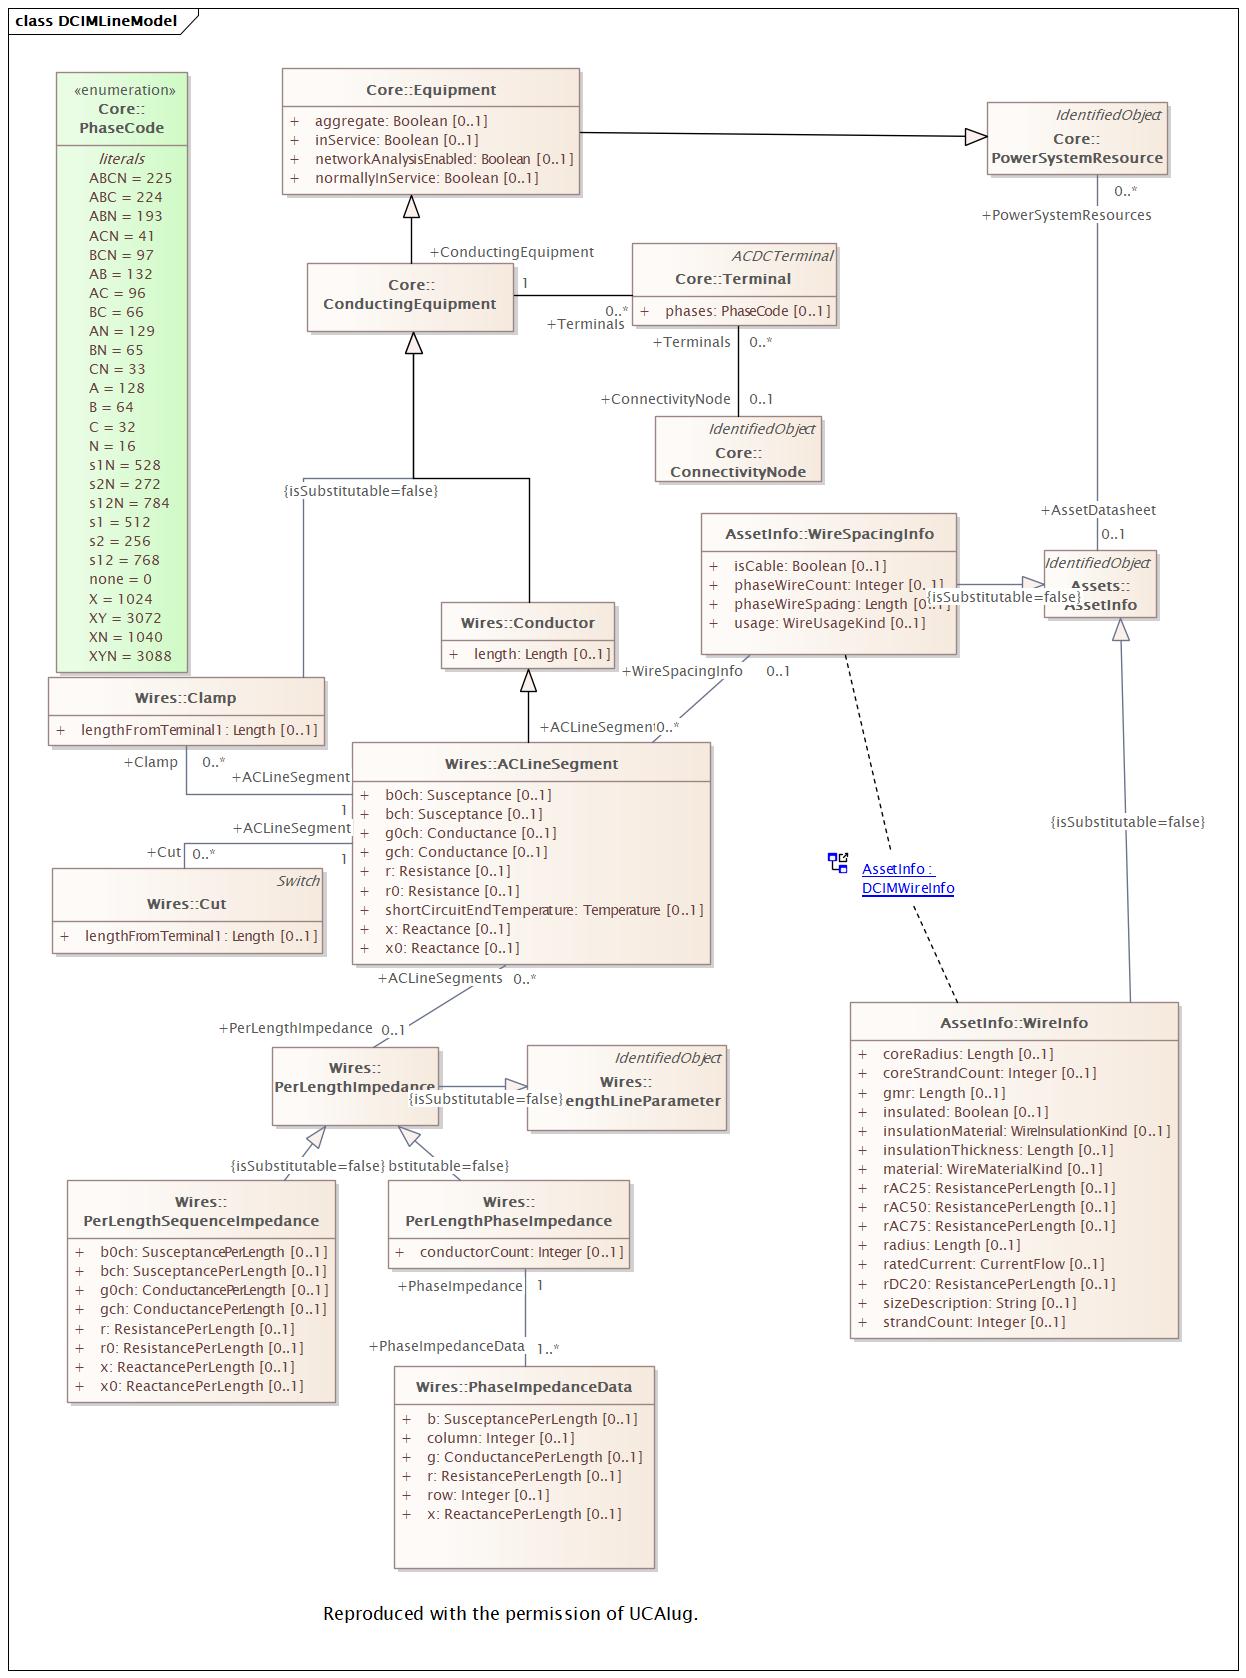 class DCIMLineModel
«enumeration»
Core::
PhaseCode
literals
ABCN = 225
ABC = 224
ABN = 193
ACN = 41
BCN = 97
AB = 132
AC = 96
BC = 66
AN = 129
BN = 65
CN = 33
A = 128
B = 64
C = 32
N = 16
s1N = 528
s2N = 272
s12N = 784
s1 = 512
s2 = 256
s12 = 768
none = 0
X = 1024
XY = 3072
XN = 1040
XYN = 3088
Core::Equipment
+ aggregate: Boolean [0..1]
+ inService: Boolean [0..1]
+ networkAnalysisEnabled: Boolean [0..1]
+ normallyInService: Boolean [0..1]
IdentifiedObject
Core::
PowerSystemResource
0..*
+PowerSystemResources
+ConductingEquipment
1
Core::
ConductingEquipment
0..*
+Terminals
ACDCTerminal
Core::Terminal
+ phases: PhaseCode [0..1]
+Terminals 0..*
+ConnectivityNode 0..1
IdentifiedObject
Core::
ConnectivityNode
{isSubstitutable=false}
+AssetDatasheet
0..1
AssetInfo::WireSpacingInfo
+ isCable: Boolean [0..1]
+ phaseWireCount: Integer [0..1]
+ phaseWireSpacing: Length [0..1]
+ usage: WireUsageKind [0..1]
{isSubstitutable=false}
IdentifiedObject
Assets::
AssetInfo
Wires::Conductor
+ length: Length [0..1]
+WireSpacingInfo 0..1
+ACLineSegment 0..*
Wires::Clamp
+ lengthFromTerminal1: Length [0..1]
+Clamp 0..*
+ACLineSegment
1
+ACLineSegment
1
+Cut 0..*
Switch
Wires::Cut
+ lengthFromTerminal1: Length [0..1]
Wires::ACLineSegment
+ b0ch: Susceptance [0..1]
+ bch: Susceptance [0..1]
+ g0ch: Conductance [0..1]
+ gch: Conductance [0..1]
+ r: Resistance [0..1]
+ r0: Resistance [0..1]
+ shortCircuitEndTemperature: Temperature [0..1]
+ x: Reactance [0..1]
+ x0: Reactance [0..1]
{isSubstitutable=false}
AssetInfo :
DCIMWireInfo
+ACLineSegments 0..*
+PerLengthImpedance 0..1
Wires::
PerLengthImpedance
{isSubstitutable=false}
IdentifiedObject
Wires::
engthLineParameter
{isSubstitutable=false}
bstitutable=false}
Wires::
PerLengthSequenceImpedance
+ b0ch: SusceptancePerLength [0..1]
+ bch: SusceptancePerLength [0..1]
+ g0ch: ConductancePerLength [0..1]
+ gch: ConductancePerLength [0..1]
+ r: ResistancePerLength [0..1]
+ r0: ResistancePerLength [0..1]
+ x: ReactancePerLength [0..1]
+ x0: ReactancePerLength [0..1]
Wires::
PerLengthPhaseImpedance
+ conductorCount: Integer [0..1]
+PhaseImpedance 1
+PhaseImpedanceData 1..*
Wires::PhaseImpedanceData
+ b: SusceptancePerLength [0..1]
+ column: Integer [0..1]
+ g: ConductancePerLength [0..1]
+ r: ResistancePerLength [0..1]
+ row: Integer [0..1]
+ x: ReactancePerLength [0..1]
AssetInfo::WireInfo
+ coreRadius: Length [0..1]
+ coreStrandCount: Integer [0..1]
+ gmr: Length [0..1]
+ insulated: Boolean [0..1]
+ insulationMaterial: WireInsulationKind [0..1]
+ insulationThickness: Length [0..1]
+ material: WireMaterialKind [0..1]
+ rAC25: ResistancePerLength [0..1]
+ rAC50: ResistancePerLength [0..1]
+ rAC75: ResistancePerLength [0..1]
+ radius: Length [0..1]
+ ratedCurrent: CurrentFlow [0..1]
+ rDC20: ResistancePerLength [0..1]
+ sizeDescription: String [0..1]
+ strandCount: Integer [0..1]
Reproduced with the permission of UCAIug.